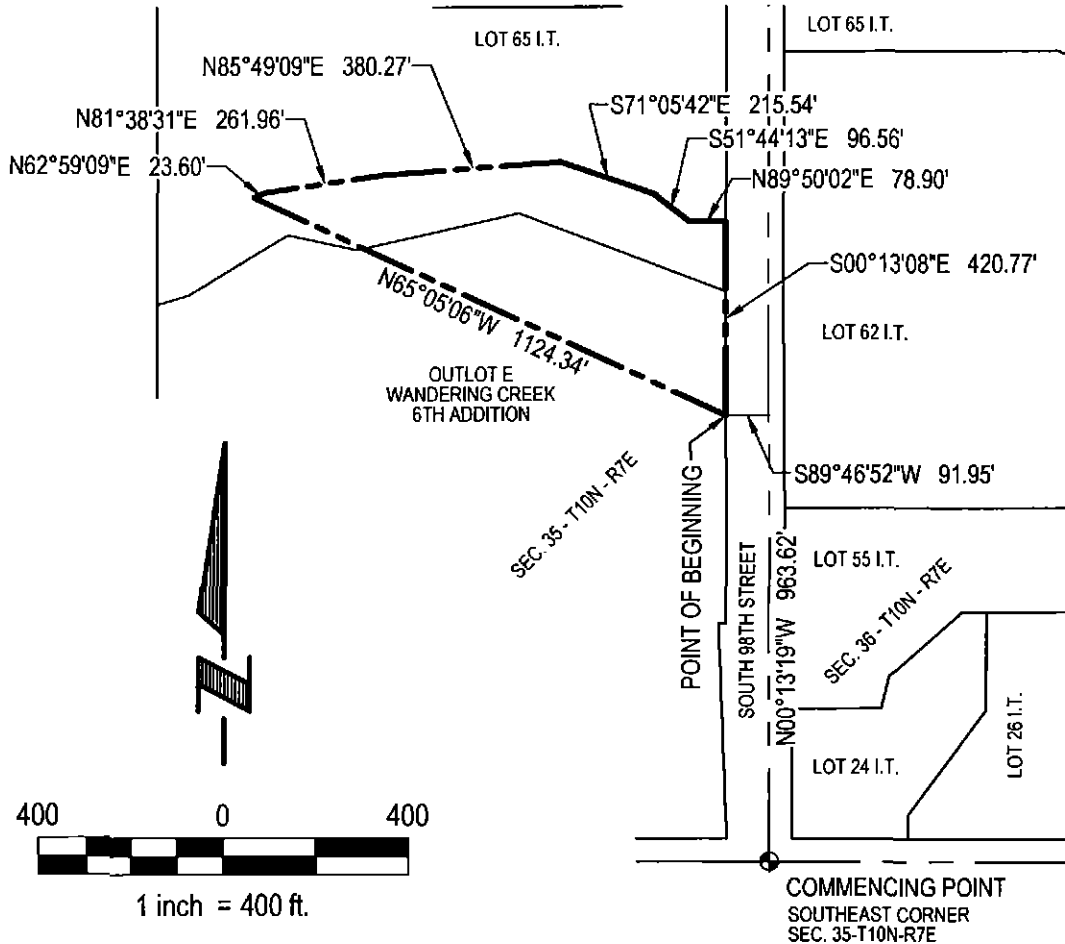 LOT 65 I.T.
LOT 65 I.T.
N85°49'09"E 380.27'
S71°05'42"E 215.54'
N81°38'31"E 261.96'
S51°44'13"E 96.56'
N62°59'09"E 23.60'
N89°50'02"E 78.90'
S00°13'08"E 420.77'
N65°05'06"W 1124.34'
LOT 62 I.T.
OUTLOT E
WANDERING CREEK
6TH ADDITION
S89°46'52"W 91.95'
SEC. 35 - T10N - R7E
POINT OF BEGINNING
SOUTH 98TH STREET
N00°13'19"W 963.62'
LOT 55 I.T.
SEC. 36 - T10N - R7E
LOT 26 I.T.
LOT 24 I.T.
400 0 400
1 inch = 400 ft.
COMMENCING POINT
SOUTHEAST CORNER
SEC. 35-T10N-R7E